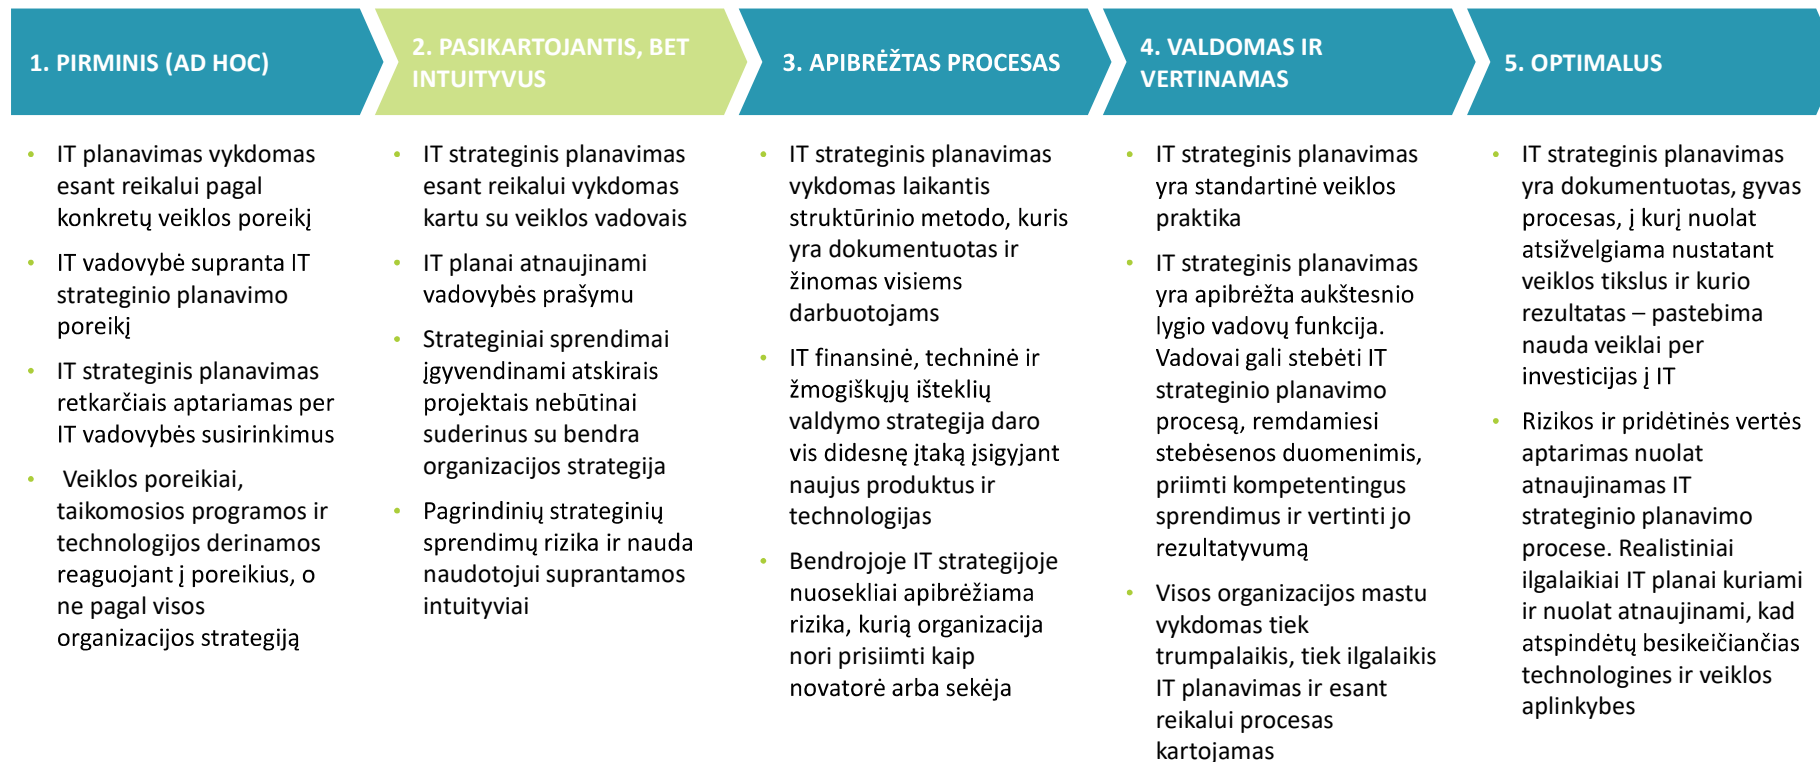 1. PIRMINIS (AD HOC)
• IT planavimas vykdomas
esant reikalui pagal
konkretų veiklos poreikį
• IT vadovybė supranta IT
strateginio planavimo
poreikį
• IT strateginis planavimas
retkarčiais aptariamas per
IT vadovybės susirinkimus
• Veiklos poreikiai,
taikomosios programos ir
technologijos derinamos
reaguojant į poreikius, o
ne pagal visos
organizacijos strategiją
2. PASIKARTOJANTIS, BET
INTUITYVUS
• IT strateginis planavimas
esant reikalui vykdomas
kartu su veiklos vadovais
• IT planai atnaujinami
vadovybės prašymu
• Strateginiai sprendimai
įgyvendinami atskirais
projektais nebūtinai
suderinus su bendra
organizacijos strategija
• Pagrindinių strateginių
sprendimų rizika ir nauda
naudotojui suprantamos
intuityviai
3. APIBRĖŽTAS PROCESAS
• IT strateginis planavimas
vykdomas laikantis
struktūrinio metodo, kuris
yra dokumentuotas ir
žinomas visiems
darbuotojams
• IT finansinė, techninė ir
žmogiškųjų išteklių
valdymo strategija daro
vis didesnę įtaką įsigyjant
naujus produktus ir
technologijas
• Bendrojoje IT strategijoje
nuosekliai apibrėžiama
rizika, kurią organizacija
nori prisiimti kaip
novatorė arba sekėja
4. VALDOMAS IR
VERTINAMAS
• IT strateginis planavimas
yra standartinė veiklos
praktika
• IT strateginis planavimas
yra apibrėžta aukštesnio
lygio vadovų funkcija.
Vadovai gali stebėti IT
strateginio planavimo
procesą, remdamiesi
stebėsenos duomenimis,
priimti kompetentingus
sprendimus ir vertinti jo
rezultatyvumą
• Visos organizacijos mastu
vykdomas tiek
trumpalaikis, tiek ilgalaikis
IT planavimas ir esant
reikalui procesas
kartojamas
5. OPTIMALUS
• IT strateginis planavimas
yra dokumentuotas, gyvas
procesas, į kurį nuolat
atsižvelgiama nustatant
veiklos tikslus ir kurio
rezultatas – pastebima
nauda veiklai per
investicijas į IT
• Rizikos ir pridėtinės vertės
aptarimas nuolat
atnaujinamas IT
strateginio planavimo
procese. Realistiniai
ilgalaikiai IT planai kuriami
ir nuolat atnaujinami, kad
atspindėtų besikeičiančias
technologines ir veiklos
aplinkybes